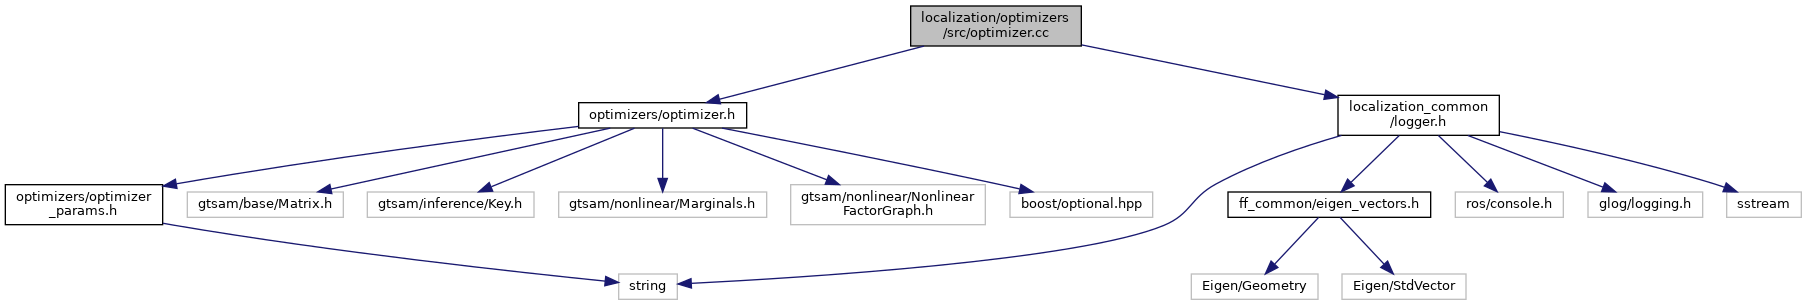 localization/optimizers
/src/optimizer.cc
optimizers/optimizer.h
localization_common
/logger.h
optimizers/optimizer
_params.h
gtsam/base/Matrix.h
gtsam/inference/Key.h
gtsam/nonlinear/Marginals.h
gtsam/nonlinear/Nonlinear
FactorGraph.h
boost/optional.hpp
ff_common/eigen_vectors.h
ros/console.h
glog/logging.h
sstream
string
Eigen/Geometry
Eigen/StdVector